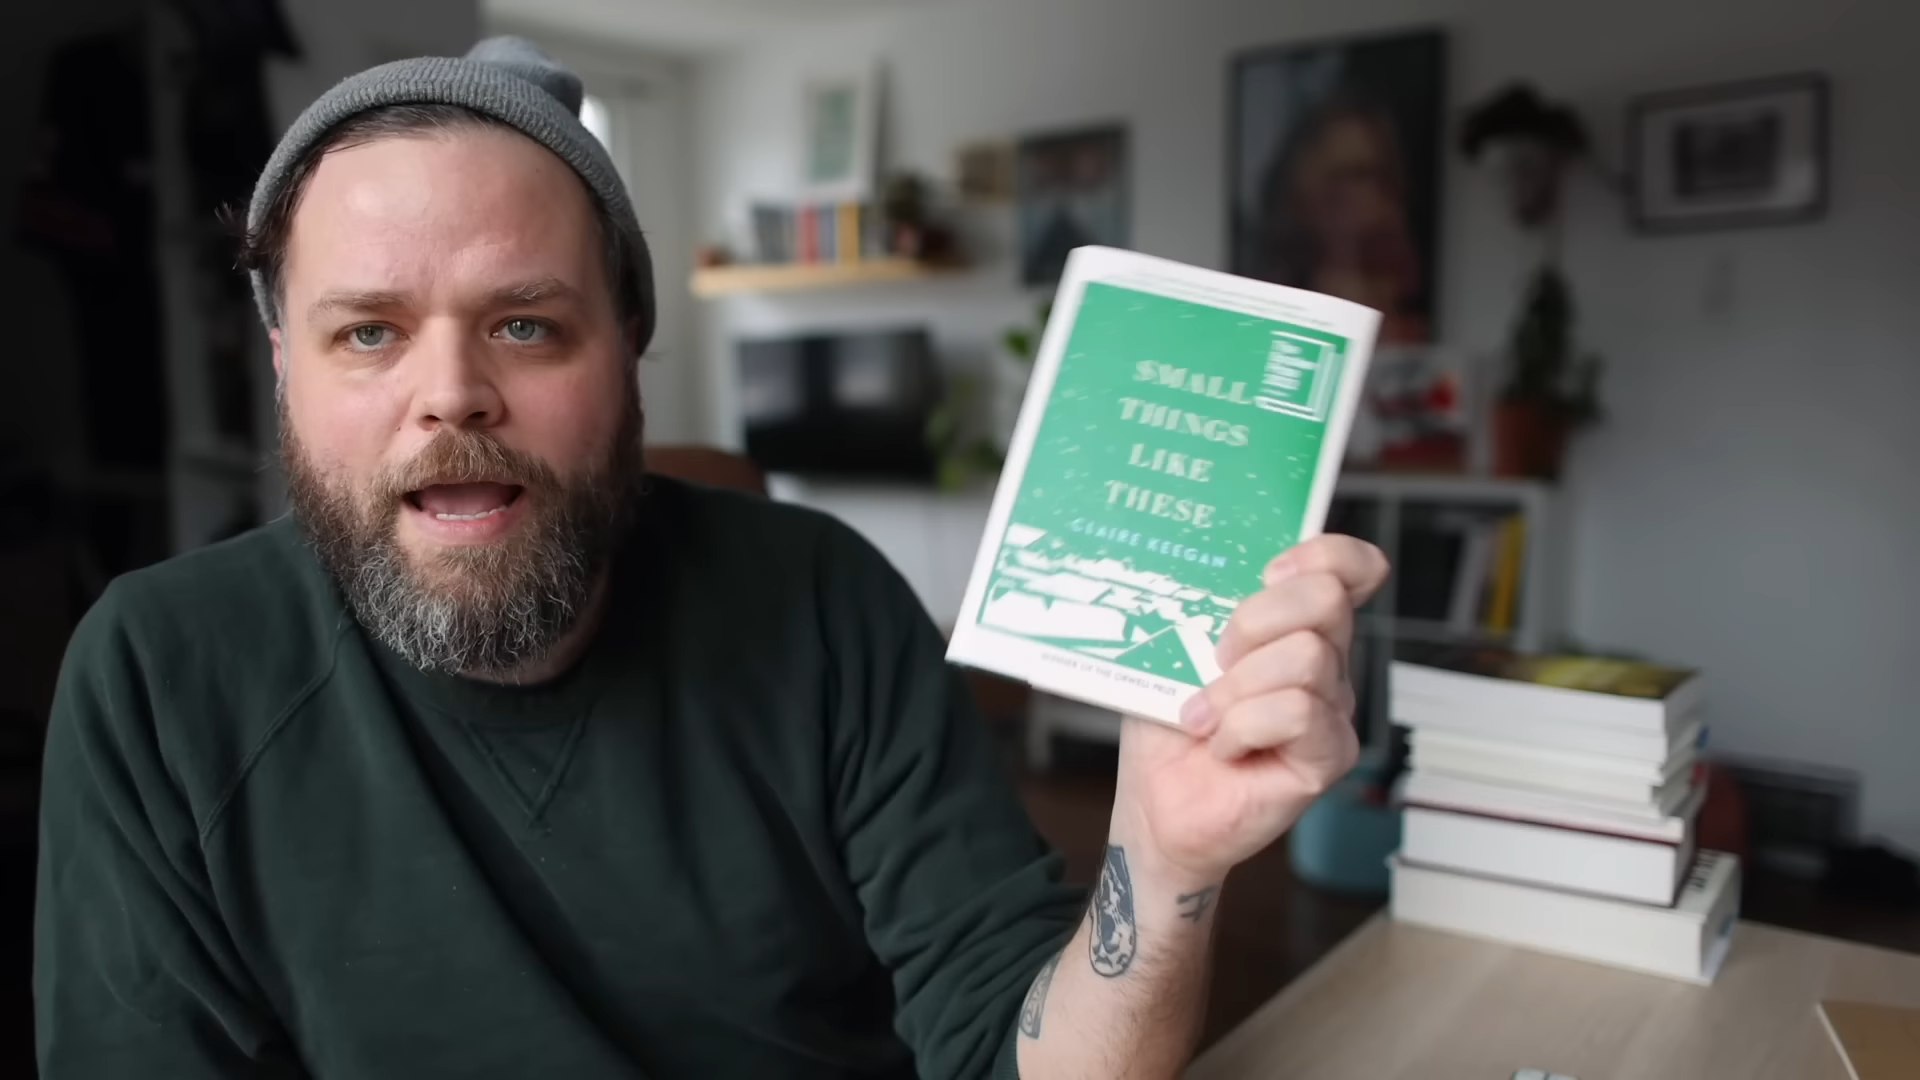 SMALL
THINGS
LIKE
THESE
CLAIRE KEEGAN
WINNER OF THE ORWELL PRIZE